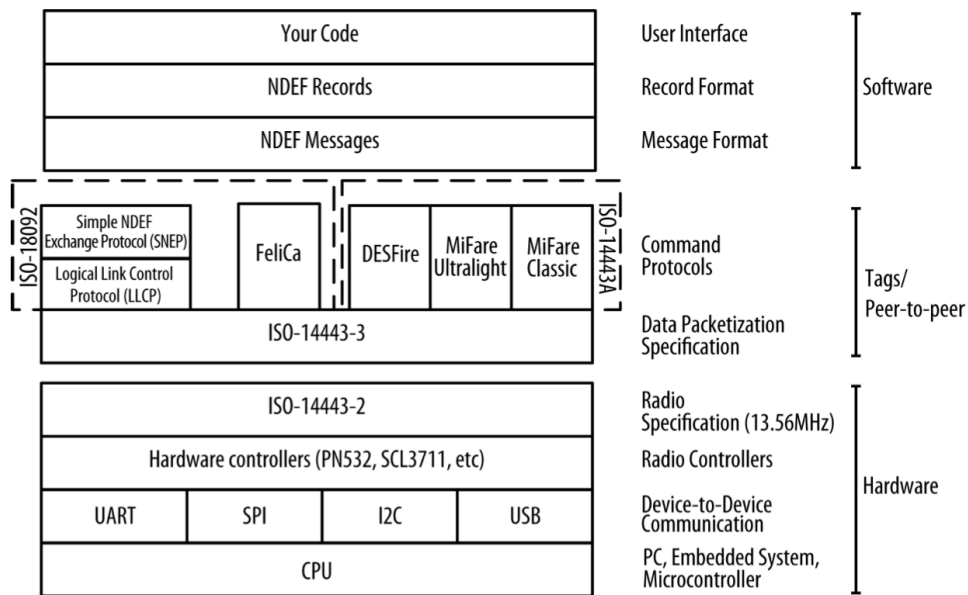 Your Code
User Interface
NDEF Records
Record Format
Software
NDEF Messages
Message Format
ISO-18092
Simple NDEF
Exchange Protocol (SNEP)
Logical Link Control
Protocol (LLCP)
FeliCa
DESFire
MiFare
Ultralight
MiFare
Classic
ISO-14443A
Command
Protocols
Tags/
Peer-to-peer
ISO-14443-3
Data Packetization
Specification
ISO-14443-2
Radio
Specification (13.56MHz)
Hardware controllers (PN532, SCL3711, etc)
Radio Controllers
Hardware
UART
SPI
I2C
USB
Device-to-Device
Communication
CPU
PC, Embedded System,
Microcontroller